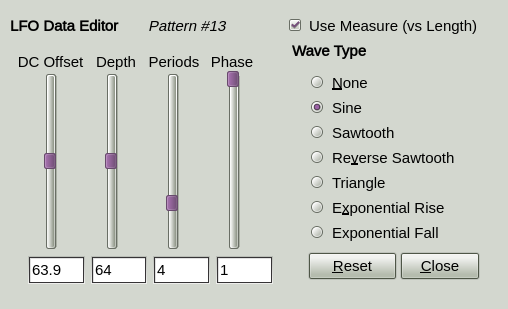 LFO Data Editor Pattern #13
DC Offset Depth Periods Phase
63.9 64 4 1
Use Measure (vs Length)
Wave Type
None
Sine
Sawtooth
Reverse Sawtooth
Triangle
Exponential Rise
Exponential Fall
Reset Close